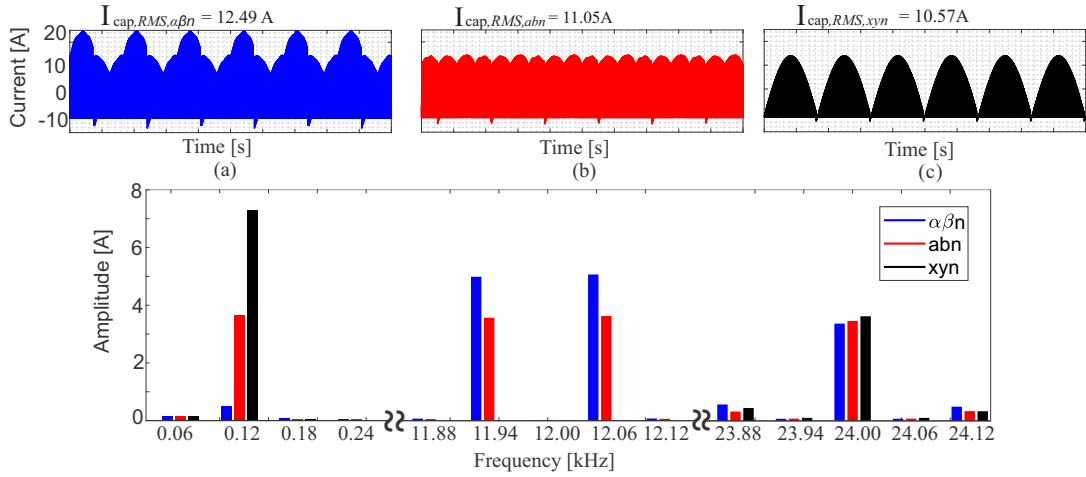 I cap,RMS,αβn = 12.49 A
I cap,RMS,abn = 11.05A
I cap,RMS,xyn = 10.57A
Current [A]
20
10
0
-10
Time [s]
Time [s]
Time [s]
(a)
(b)
(c)
Amplitude [A]
8
6
4
2
0
αβn
abn
xyn
0.06 0.12 0.18 0.24 11.88 11.94 12.00 12.06 12.12 23.88 23.94 24.00 24.06 24.12
Frequency [kHz]